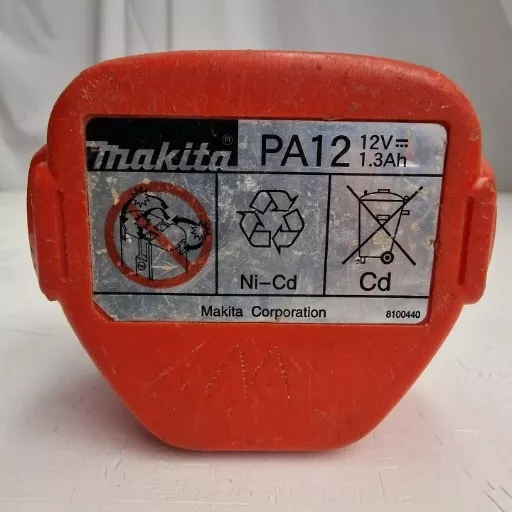 makita® PA12 12V⎓
1.3Ah
Ni-Cd
Cd
Makita Corporation
8100440
M